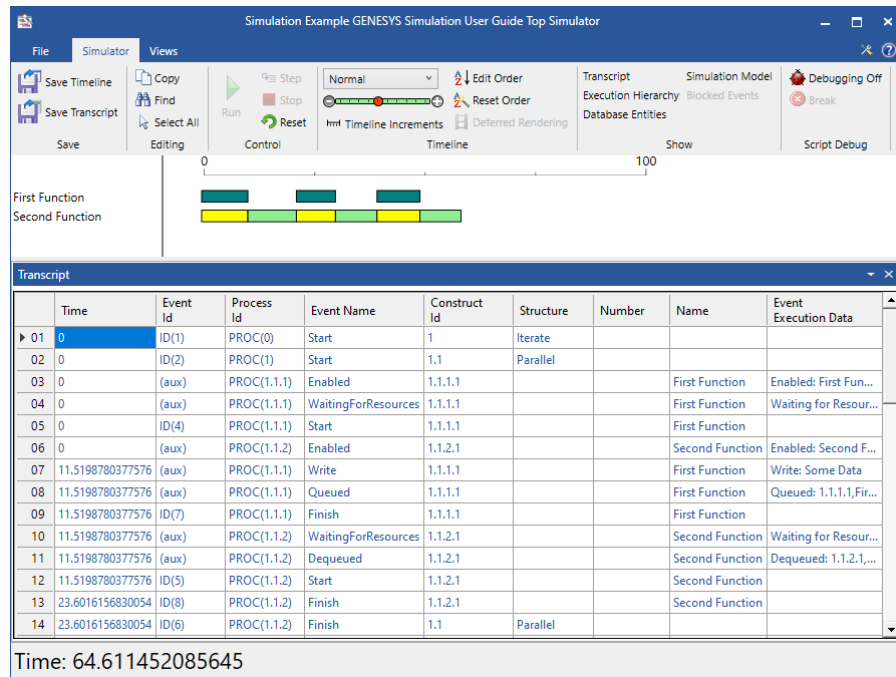 Simulation Example GENESYS Simulation User Guide Top Simulator
File Simulator Views
Save Timeline Copy Step Normal Edit Order Transcript Simulation Model Debugging Off
Find Execution Hierarchy Blocked Events
Save Transcript Run Stop Reset Order Database Entities Break
Select All Reset Timeline Increments Deferred Rendering
Save Editing Control Timeline Show Script Debug
0 100
First Function
Second Function
Transcript
Time Event Id Process Id Event Name Construct Id Structure Number Name Event Execution Data
01 0 ID(1) PROC(0) Start 1 Iterate
02 0 ID(2) PROC(1) Start 1.1 Parallel
03 0 (aux) PROC(1.1.1) Enabled 1.1.1.1 First Function Enabled: First Fun...
04 0 (aux) PROC(1.1.1) WaitingForResources 1.1.1.1 First Function Waiting for Resour...
05 0 ID(4) PROC(1.1.1) Start 1.1.1.1 First Function
06 0 (aux) PROC(1.1.2) Enabled 1.1.2.1 Second Function Enabled: Second F...
07 11.5198780377576 (aux) PROC(1.1.1) Write 1.1.1.1 First Function Write: Some Data
08 11.5198780377576 (aux) PROC(1.1.1) Queued 1.1.1.1 First Function Queued: 1.1.1.1,Fir...
09 11.5198780377576 ID(7) PROC(1.1.1) Finish 1.1.1.1 First Function
10 11.5198780377576 (aux) PROC(1.1.2) WaitingForResources 1.1.2.1 Second Function Waiting for Resour...
11 11.5198780377576 (aux) PROC(1.1.2) Dequeued 1.1.2.1 Second Function Dequeued: 1.1.2.1,...
12 11.5198780377576 ID(5) PROC(1.1.2) Start 1.1.2.1 Second Function
13 23.6016156830054 ID(8) PROC(1.1.2) Finish 1.1.2.1 Second Function
14 23.6016156830054 ID(6) PROC(1.1.2) Finish 1.1 Parallel
Time: 64.611452085645